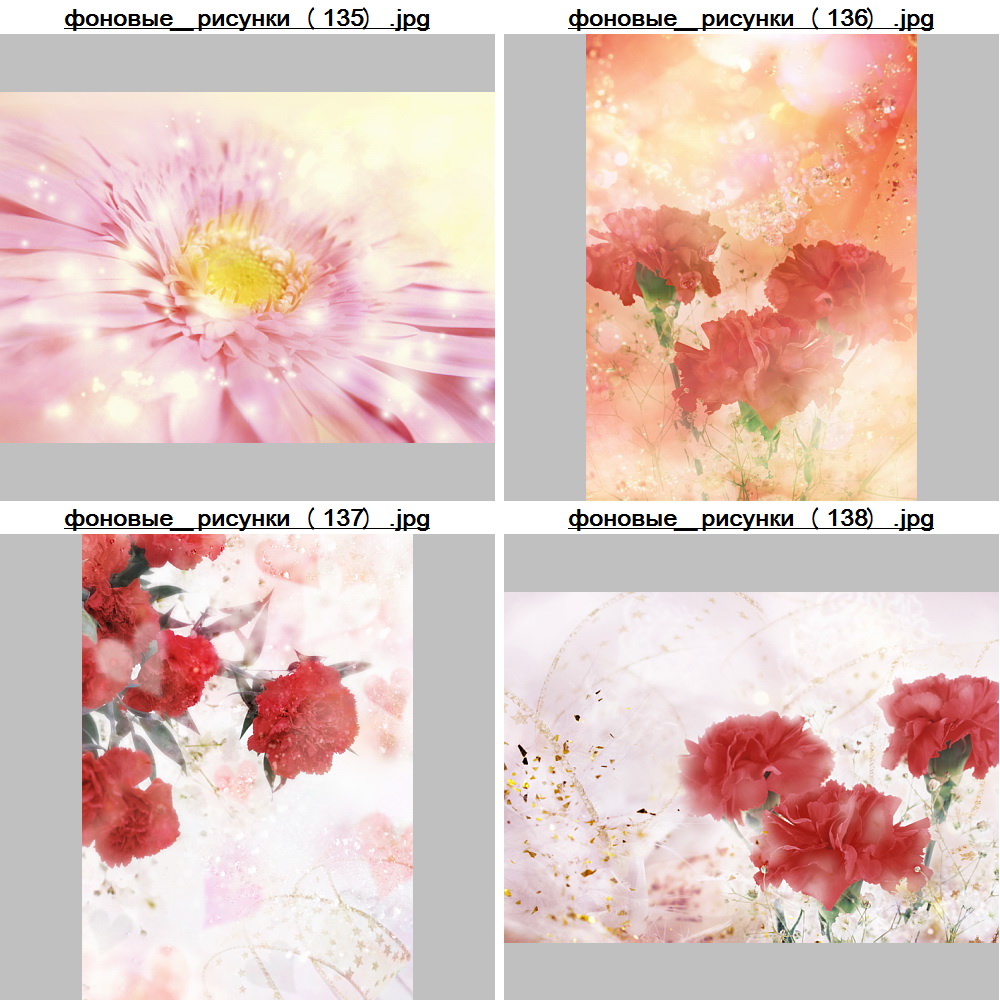 фоновые__рисунки ( 135) .jpg
фоновые__рисунки ( 136) .jpg
фоновые__рисунки ( 137) .jpg
фоновые__рисунки ( 138) .jpg